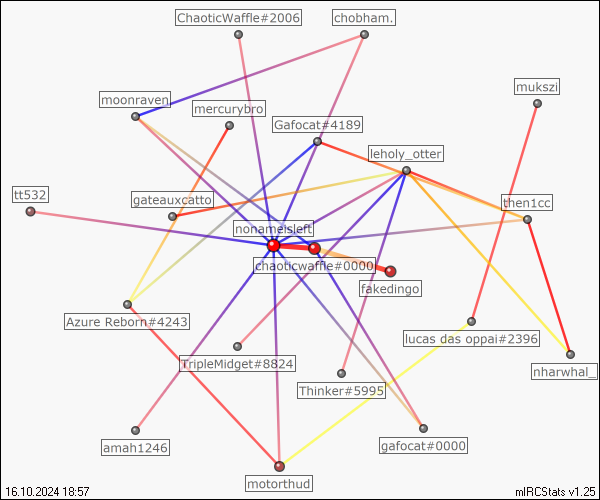 ChaoticWaffle#2006
chobham.
mukszi
moonraven
mercurybro
Gafocat#4189
leholy_otter
tt532
gateauxcatto
then1cc
nonameisleft
chaoticwaffle#0000
fakedingo
Azure Reborn#4243
lucas das oppai#2396
TripleMidget#8824
nharwhal_
Thinker#5995
amah1246
gafocat#0000
motorthud
16.10.2024 18:57
mIRCStats v1.25